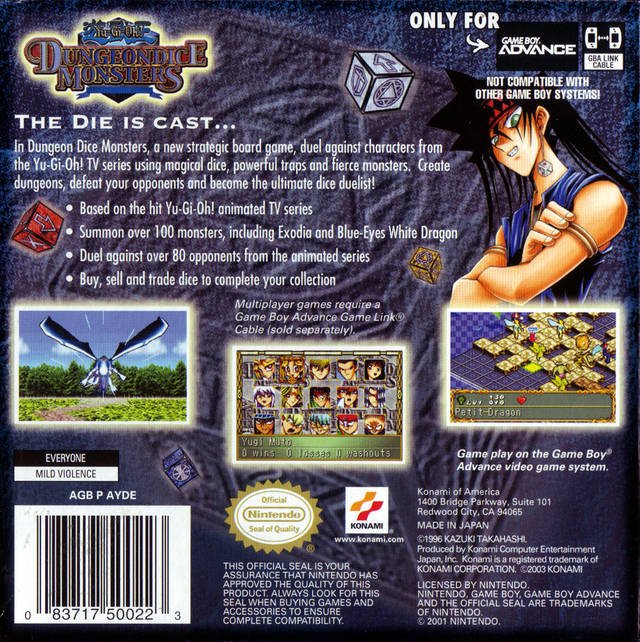 Yu-Gi-Oh!
DUNGEONDICE
MONSTERS
ONLY FOR
GAME BOY
ADVANCE
GBA LINK
CABLE
NOT COMPATIBLE WITH
OTHER GAME BOY SYSTEMS!
THE DIE IS CAST...
In Dungeon Dice Monsters, a new strategic board game, duel against characters from
the Yu-Gi-Oh! TV series using magical dice, powerful traps and fierce monsters. Create
dungeons, defeat your opponents and become the ultimate dice duelist!
• Based on the hit Yu-Gi-Oh! animated TV series
• Summon over 100 monsters, including Exodia and Blue-Eyes White Dragon
• Duel against over 80 opponents from the animated series
• Buy, sell and trade dice to complete your collection
Multiplayer games require a
Game Boy Advance Game Link®
Cable (sold separately).
Yugi Muto
0 wins 0 losses 0 washouts
Petit-Dragon
Game play on the Game Boy®
Advance video game system.
EVERYONE
MILD VIOLENCE
AGB P AYDE
0 83717 50022 3
Official
Nintendo
Seal of Quality
®
KONAMI
www.konami.com
THIS OFFICIAL SEAL IS YOUR
ASSURANCE THAT NINTENDO HAS
APPROVED THE QUALITY OF THIS
PRODUCT. ALWAYS LOOK FOR THIS
SEAL WHEN BUYING GAMES AND
ACCESSORIES TO ENSURE
COMPLETE COMPATIBILITY.
Konami of America
1400 Bridge Parkway, Suite 101
Redwood City, CA 94065
MADE IN JAPAN
©1996 KAZUKI TAKAHASHI.
Produced by Konami Computer Entertainment
Japan, Inc. Konami is a registered trademark of
KONAMI CORPORATION. ©2003 KONAMI
LICENSED BY NINTENDO.
NINTENDO, GAME BOY, GAME BOY ADVANCE
AND THE OFFICIAL SEAL ARE TRADEMARKS
OF NINTENDO.
© 2001 NINTENDO.